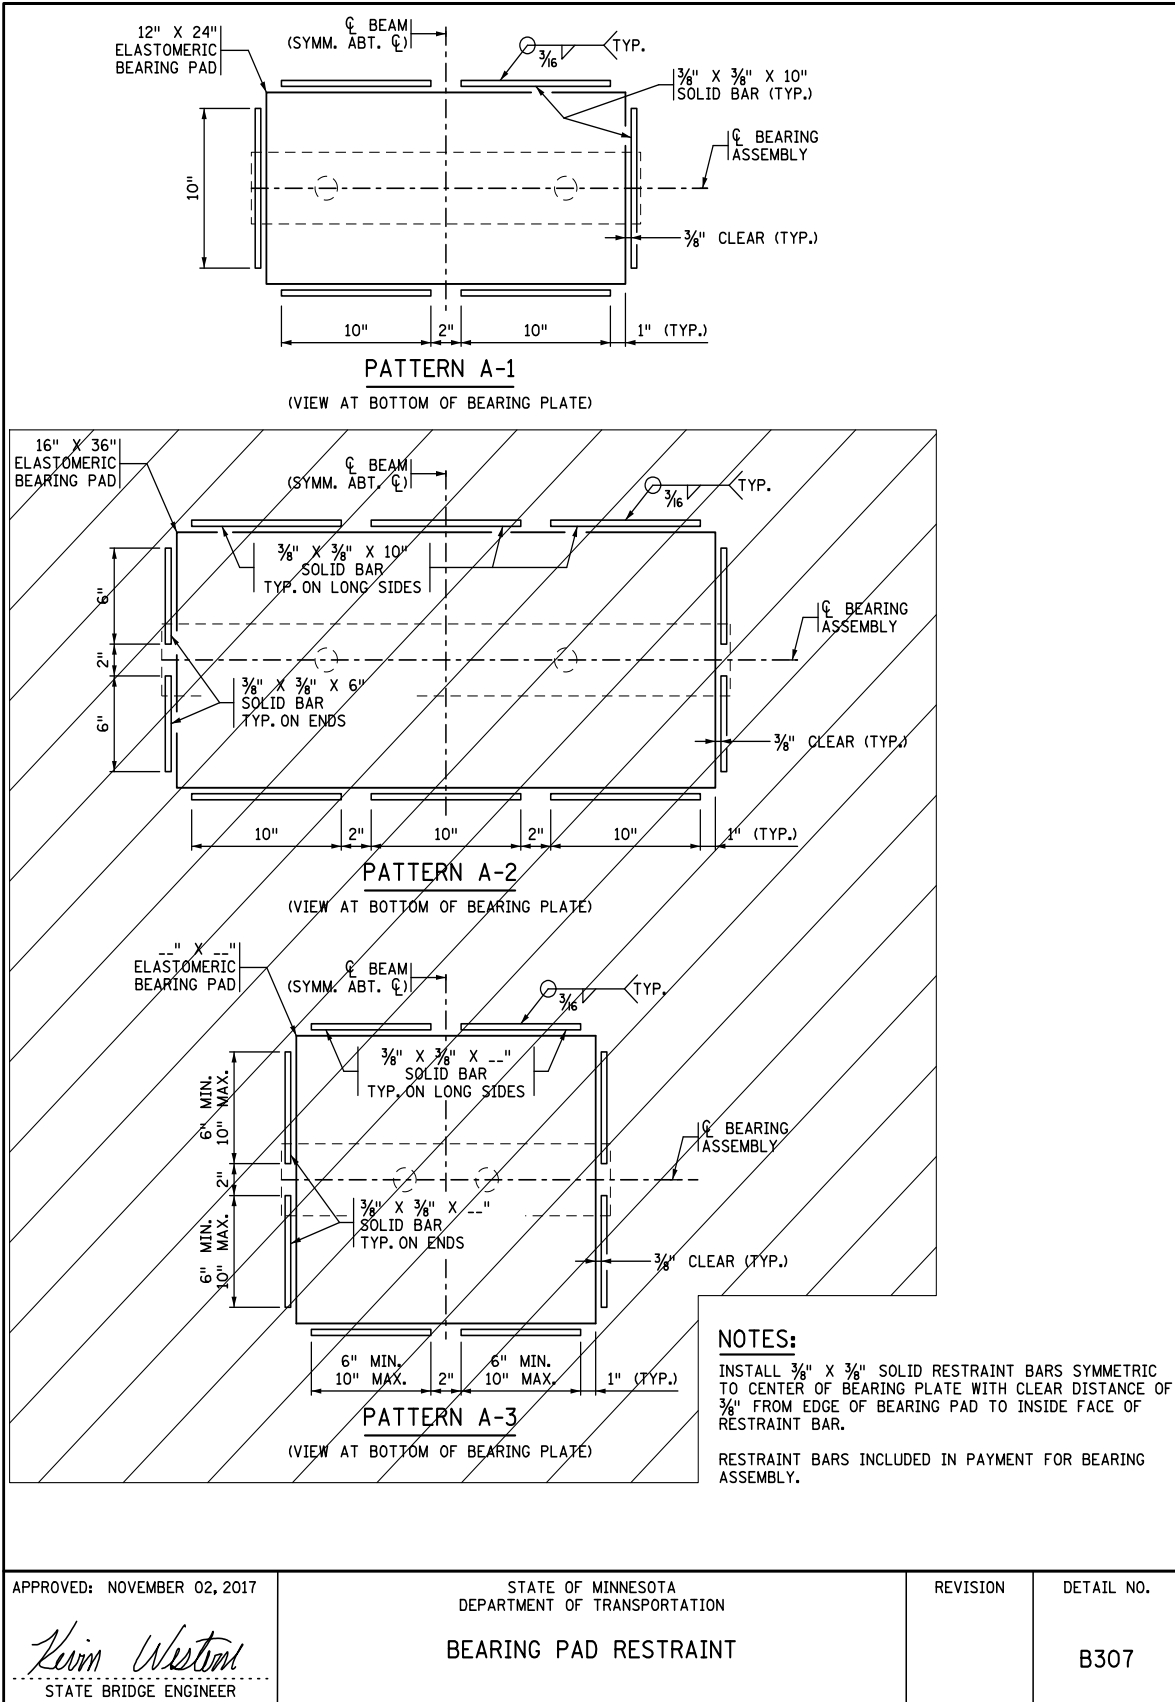 12" X 24"
ELASTOMERIC
BEARING PAD
℄ BEAM
(SYMM. ABT. ℄)
3/16
TYP.
3/8" X 3/8" X 10"
SOLID BAR (TYP.)
℄ BEARING
ASSEMBLY
10"
3/8" CLEAR (TYP.)
10"
2"
10"
1" (TYP.)
PATTERN A-1
(VIEW AT BOTTOM OF BEARING PLATE)
16" X 36"
ELASTOMERIC
BEARING PAD
℄ BEAM
(SYMM. ABT. ℄)
3/16
TYP.
3/8" X 3/8" X 10"
SOLID BAR
TYP. ON LONG SIDES
6"
2"
6"
℄ BEARING
ASSEMBLY
3/8" X 3/8" X 6"
SOLID BAR
TYP. ON ENDS
3/8" CLEAR (TYP.)
10"
2"
10"
2"
10"
1" (TYP.)
PATTERN A-2
(VIEW AT BOTTOM OF BEARING PLATE)
__" X __"
ELASTOMERIC
BEARING PAD
℄ BEAM
(SYMM. ABT. ℄)
3/16
TYP.
3/8" X 3/8" X __"
SOLID BAR
TYP. ON LONG SIDES
6" MIN.
10" MAX.
2"
6" MIN.
10" MAX.
℄ BEARING
ASSEMBLY
3/8" X 3/8" X __"
SOLID BAR
TYP. ON ENDS
3/8" CLEAR (TYP.)
6" MIN.
10" MAX.
2"
6" MIN.
10" MAX.
1" (TYP.)
PATTERN A-3
(VIEW AT BOTTOM OF BEARING PLATE)
NOTES:
INSTALL 3/8" X 3/8" SOLID RESTRAINT BARS SYMMETRIC
TO CENTER OF BEARING PLATE WITH CLEAR DISTANCE OF
3/8" FROM EDGE OF BEARING PAD TO INSIDE FACE OF
RESTRAINT BAR.
RESTRAINT BARS INCLUDED IN PAYMENT FOR BEARING
ASSEMBLY.
APPROVED: NOVEMBER 02, 2017
Kevin Western
STATE BRIDGE ENGINEER
STATE OF MINNESOTA
DEPARTMENT OF TRANSPORTATION
BEARING PAD RESTRAINT
REVISION
DETAIL NO.
B307